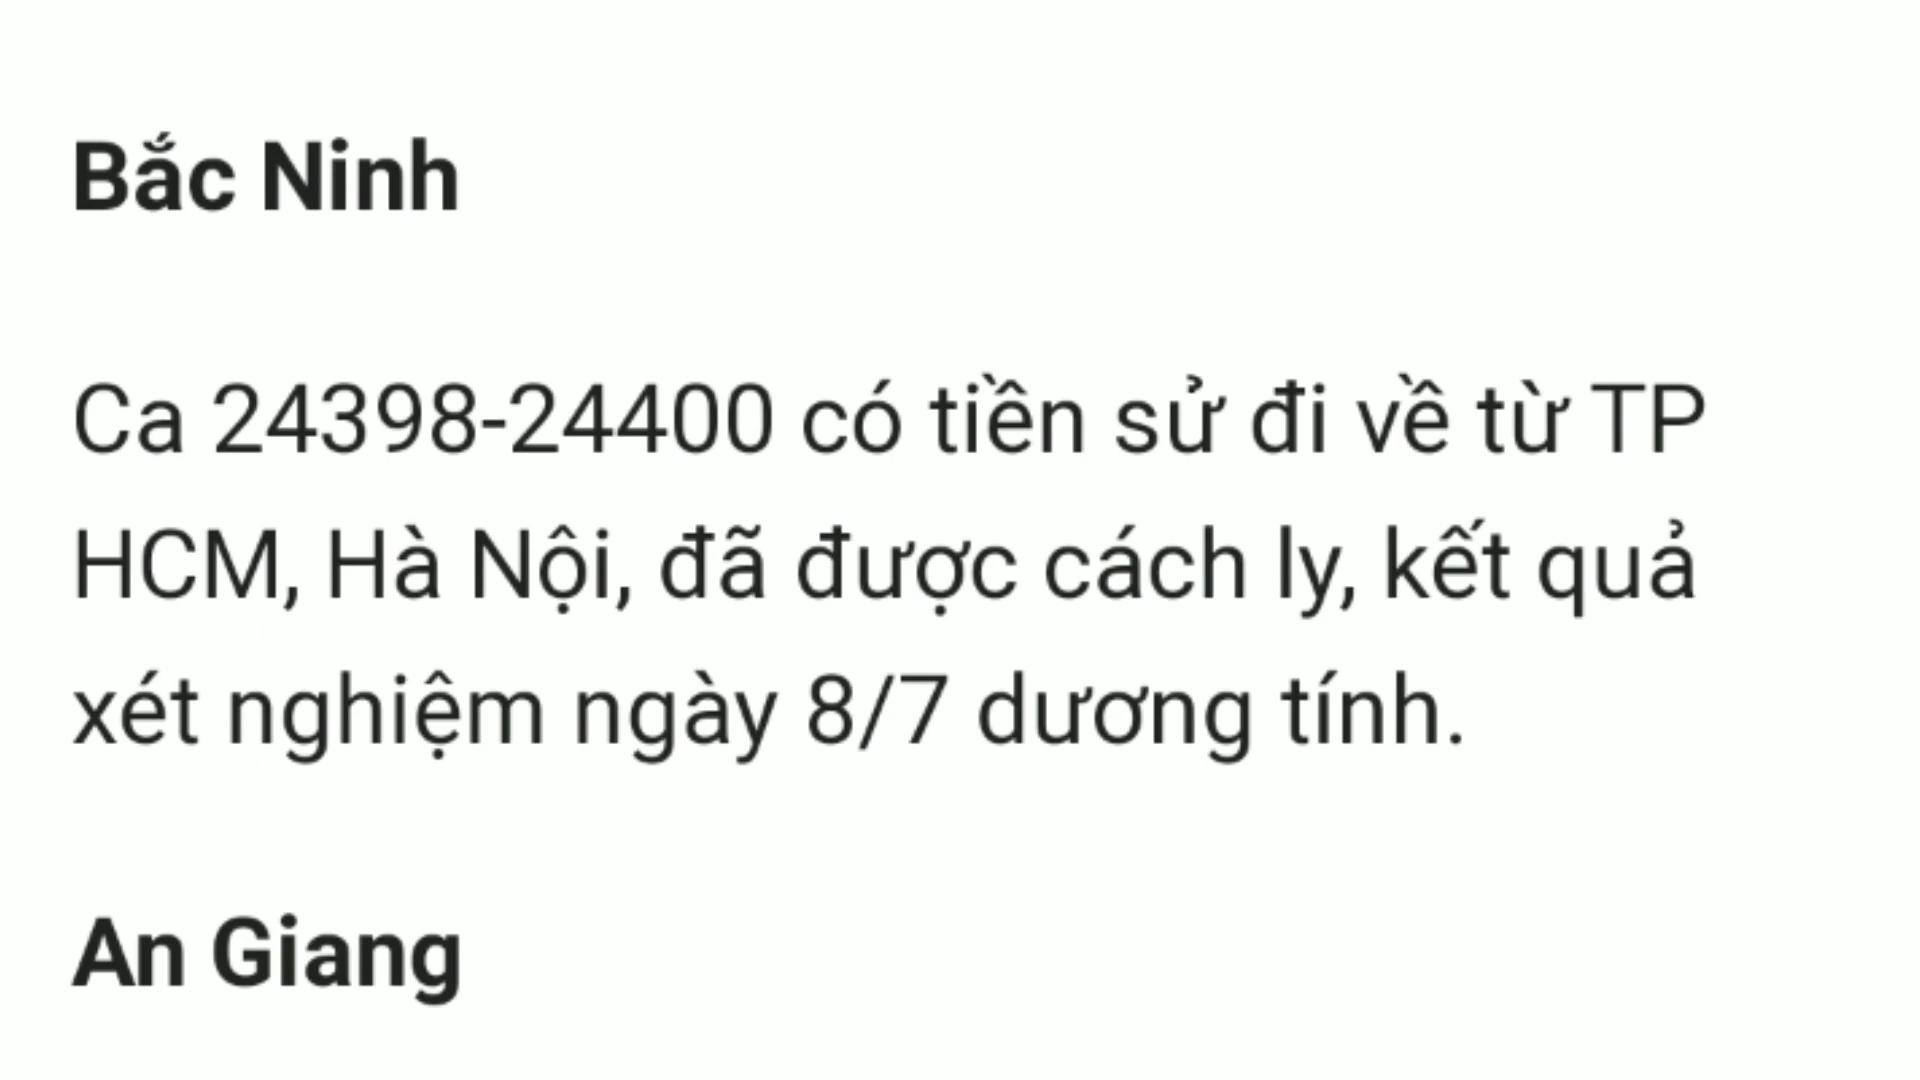 Bắc Ninh
Ca 24398-24400 có tiền sử đi về từ TP
HCM, Hà Nội, đã được cách ly, kết quả
xét nghiệm ngày 8/7 dương tính.
An Giang